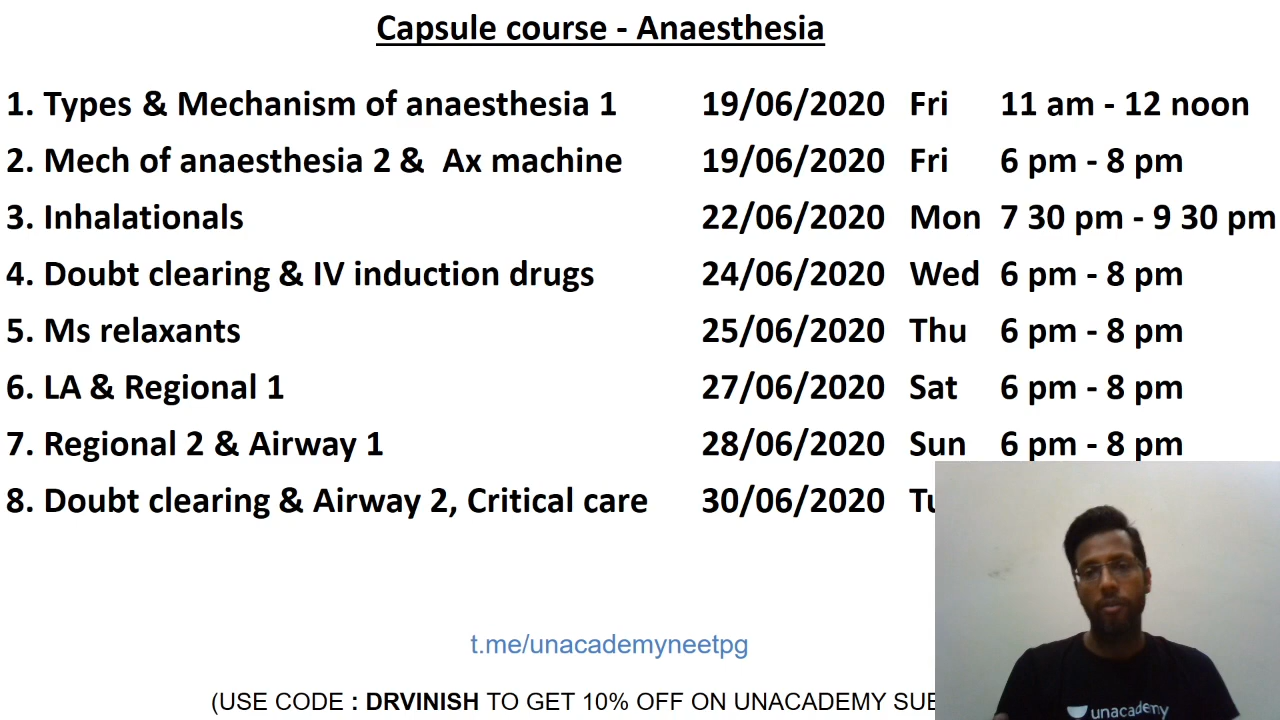 Capsule course - Anaesthesia
1. Types & Mechanism of anaesthesia 1 19/06/2020 Fri 11 am - 12 noon
2. Mech of anaesthesia 2 & Ax machine 19/06/2020 Fri 6 pm - 8 pm
3. Inhalationals 22/06/2020 Mon 7 30 pm - 9 30 pm
4. Doubt clearing & IV induction drugs 24/06/2020 Wed 6 pm - 8 pm
5. Ms relaxants 25/06/2020 Thu 6 pm - 8 pm
6. LA & Regional 1 27/06/2020 Sat 6 pm - 8 pm
7. Regional 2 & Airway 1 28/06/2020 Sun 6 pm - 8 pm
8. Doubt clearing & Airway 2, Critical care 30/06/2020
t.me/unacademyneetpg
(USE CODE : DRVINISH TO GET 10% OFF ON UNACADEMY
unacademy